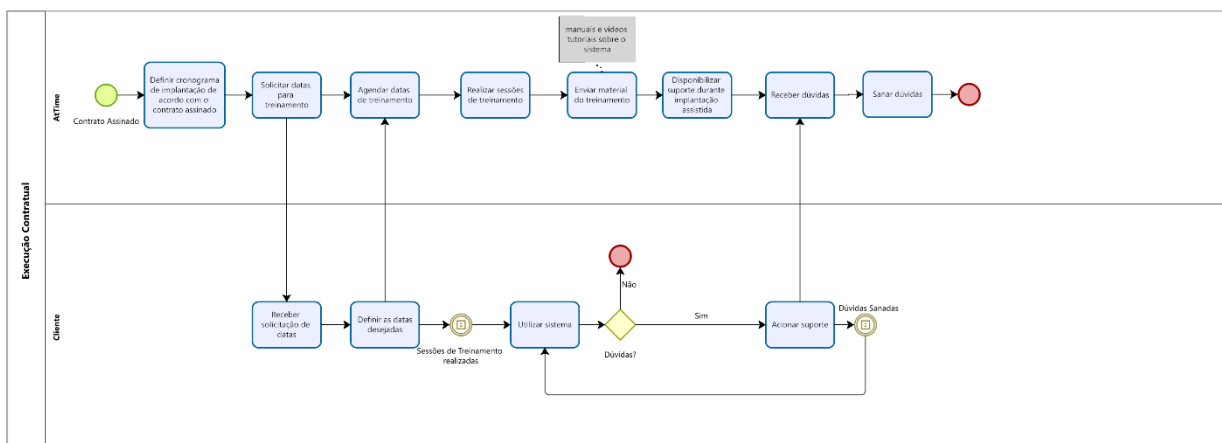 Execução Contratual
AtTime
Contrato Assinado
Definir cronograma
de implantação de
acordo com o
contrato assinado
Solicitar datas
para
treinamento
Agendar datas
de treinamento
Realizar sessões
de treinamento
manuais e vídeos
tutoriais sobre o
sistema
Enviar material
do treinamento
Disponibilizar
suporte durante
implantação
assistida
Receber dúvidas
Sanar dúvidas
Cliente
Receber
solicitação de
datas
Definir as datas
desejadas
Sessões de Treinamento
realizadas
Utilizar sistema
Dúvidas?
Não
Sim
Acionar suporte
Dúvidas Sanadas